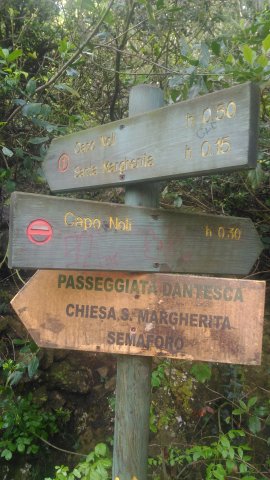 Capo Noli h 0.50
Santa Margherita h 0.15
Capo Noli h 0.30
PASSEGGIATA DANTESCA
CHIESA S. MARGHERITA
SEMAFORO